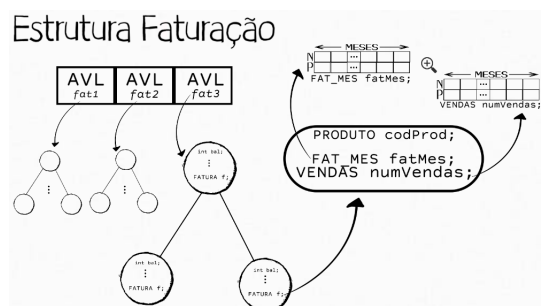 Estrutura Faturação
AVL AVL AVL
fat1 fat2 fat3
MESES
N
P
...
...
FAT_MES fatMes;
MESES
N
P
...
...
VENDAS numVendas;
PRODUTO codProd;
FAT_MES fatMes;
VENDAS numVendas;
int bal;
⋮
FATURA f;
⋮
⋮
int bal;
⋮
FATURA f;
int bal;
⋮
FATURA f;